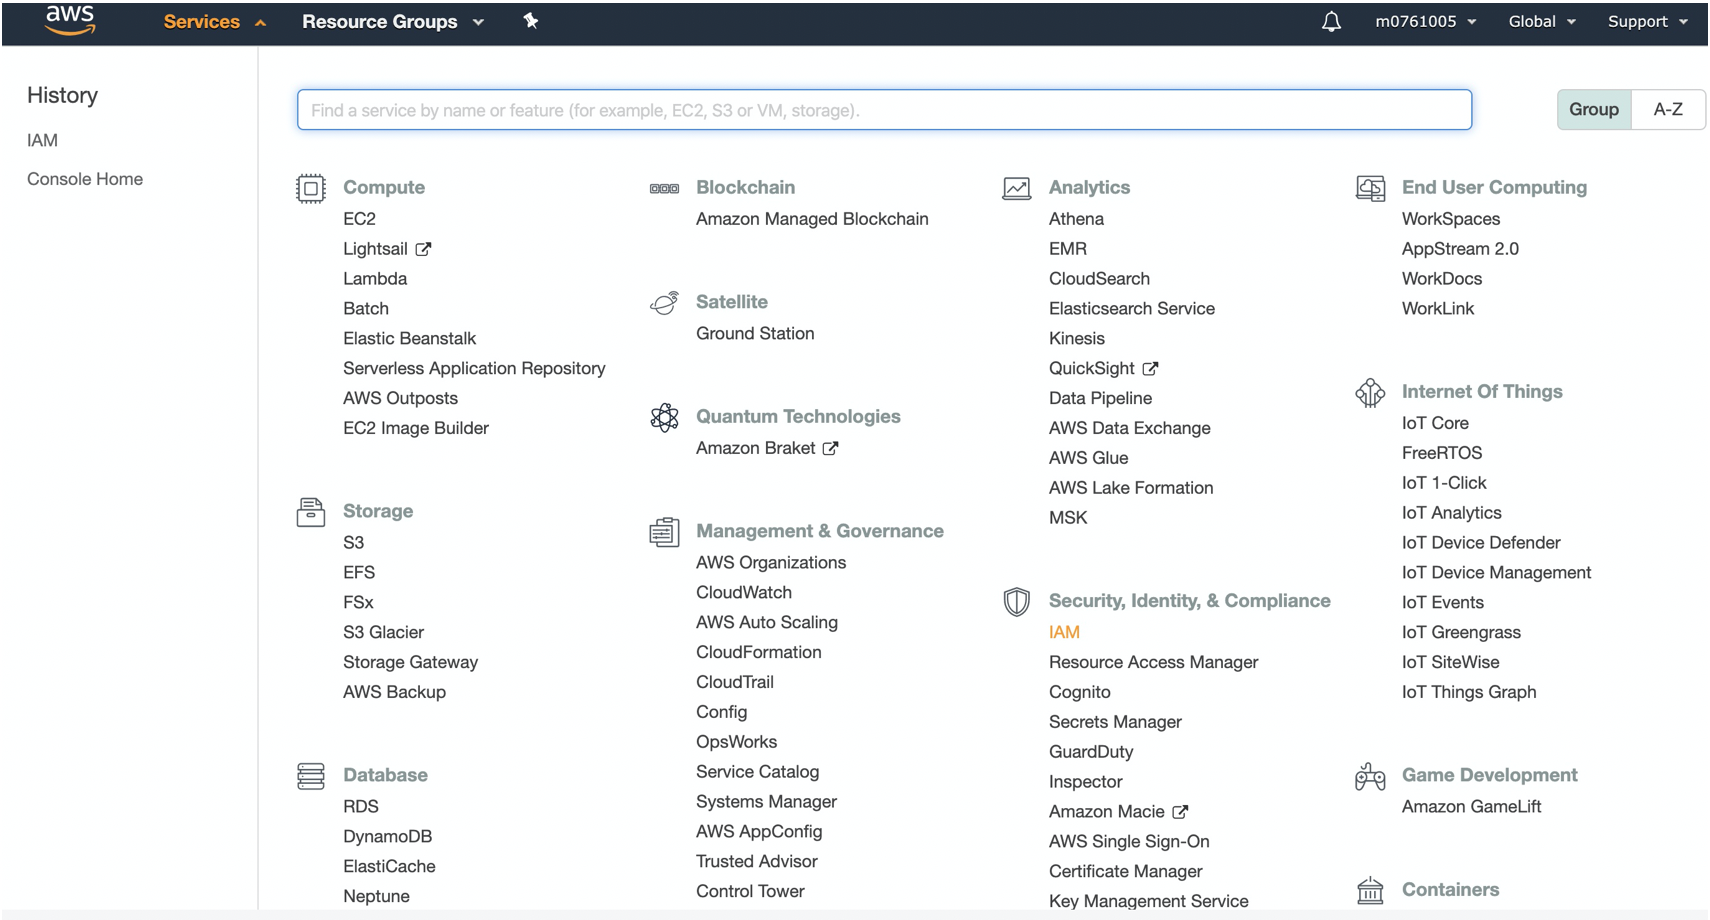 aws
Services
Resource Groups
m0761005
Global
Support
History
IAM
Console Home
Find a service by name or feature (for example, EC2, S3 or VM, storage).
Group
A-Z
Compute
EC2
Lightsail
Lambda
Batch
Elastic Beanstalk
Serverless Application Repository
AWS Outposts
EC2 Image Builder
Storage
S3
EFS
FSx
S3 Glacier
Storage Gateway
AWS Backup
Database
RDS
DynamoDB
ElastiCache
Neptune
Blockchain
Amazon Managed Blockchain
Satellite
Ground Station
Quantum Technologies
Amazon Braket
Management & Governance
AWS Organizations
CloudWatch
AWS Auto Scaling
CloudFormation
CloudTrail
Config
OpsWorks
Service Catalog
Systems Manager
AWS AppConfig
Trusted Advisor
Control Tower
Analytics
Athena
EMR
CloudSearch
Elasticsearch Service
Kinesis
QuickSight
Data Pipeline
AWS Data Exchange
AWS Glue
AWS Lake Formation
MSK
Security, Identity, & Compliance
IAM
Resource Access Manager
Cognito
Secrets Manager
GuardDuty
Inspector
Amazon Macie
AWS Single Sign-On
Certificate Manager
Key Management Service
End User Computing
WorkSpaces
AppStream 2.0
WorkDocs
WorkLink
Internet Of Things
IoT Core
FreeRTOS
IoT 1-Click
IoT Analytics
IoT Device Defender
IoT Device Management
IoT Events
IoT Greengrass
IoT SiteWise
IoT Things Graph
Game Development
Amazon GameLift
Containers